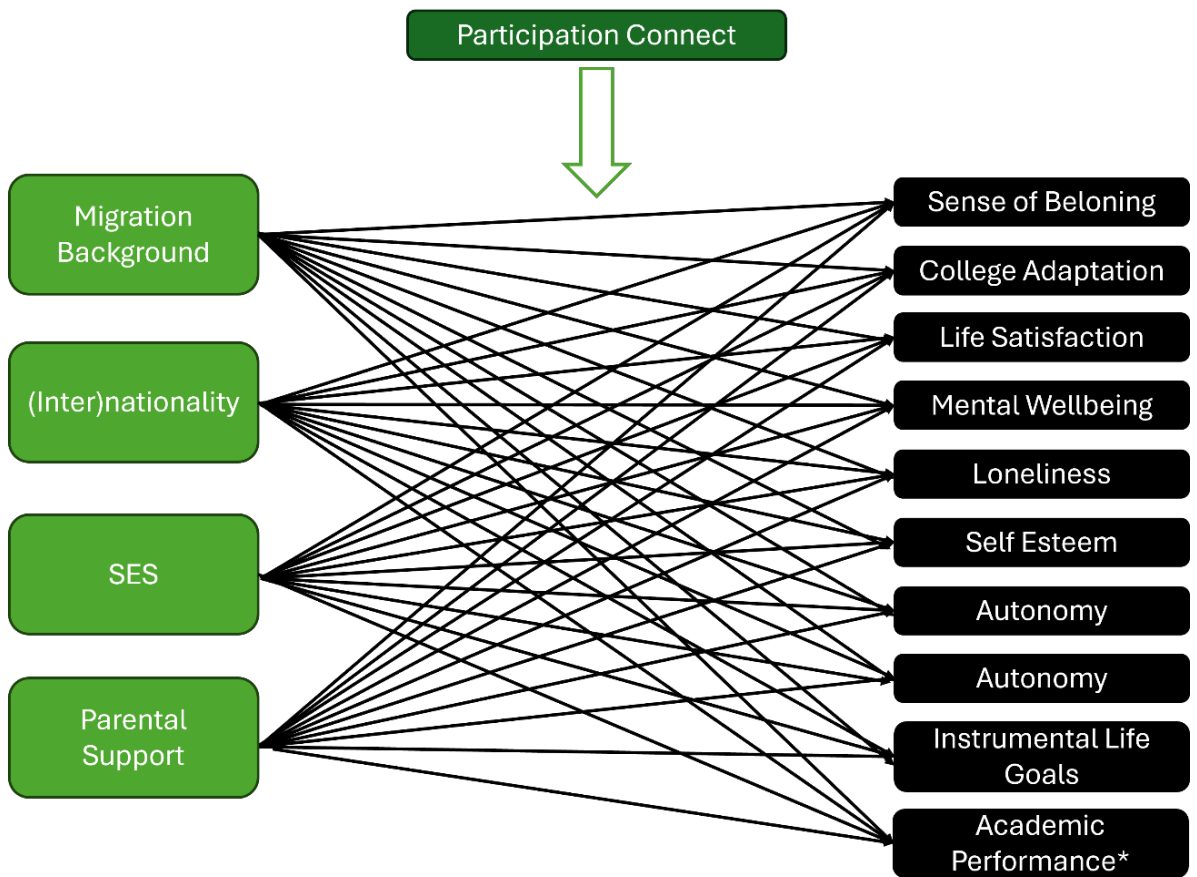 Participation Connect
Migration
Background
(Inter)nationality
SES
Parental
Support
Sense of Beloning
College Adaptation
Life Satisfaction
Mental Wellbeing
Loneliness
Self Esteem
Autonomy
Autonomy
Instrumental Life
Goals
Academic
Performance*